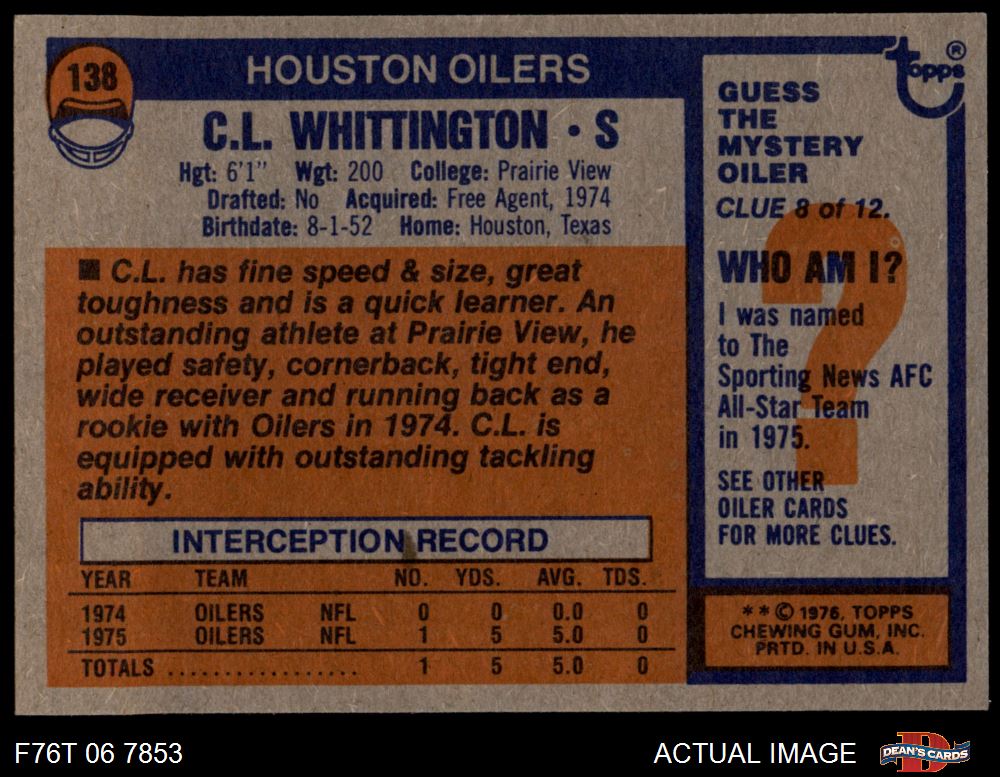 138
HOUSTON OILERS
C.L. WHITTINGTON • S
Hgt: 6'1" Wgt: 200 College: Prairie View
Drafted: No Acquired: Free Agent, 1974
Birthdate: 8-1-52 Home: Houston, Texas
■ C.L. has fine speed & size, great
toughness and is a quick learner. An
outstanding athlete at Prairie View, he
played safety, cornerback, tight end,
wide receiver and running back as a
rookie with Oilers in 1974. C.L. is
equipped with outstanding tackling
ability.
INTERCEPTION RECORD
YEAR TEAM NO. YDS. AVG. TDS.
1974 OILERS NFL 0 0 0.0 0
1975 OILERS NFL 1 5 5.0 0
TOTALS ................. 1 5 5.0 0
topps ®
GUESS
THE
MYSTERY
OILER
CLUE 8 of 12.
?
WHO AM I?
I was named
to The
Sporting News AFC
All-Star Team
in 1975.
SEE OTHER
OILER CARDS
FOR MORE CLUES.
* * © 1976, TOPPS
CHEWING GUM, INC.
PRTD. IN U.S.A.
F76T 06 7853
ACTUAL IMAGE
D
DEAN'S CARDS